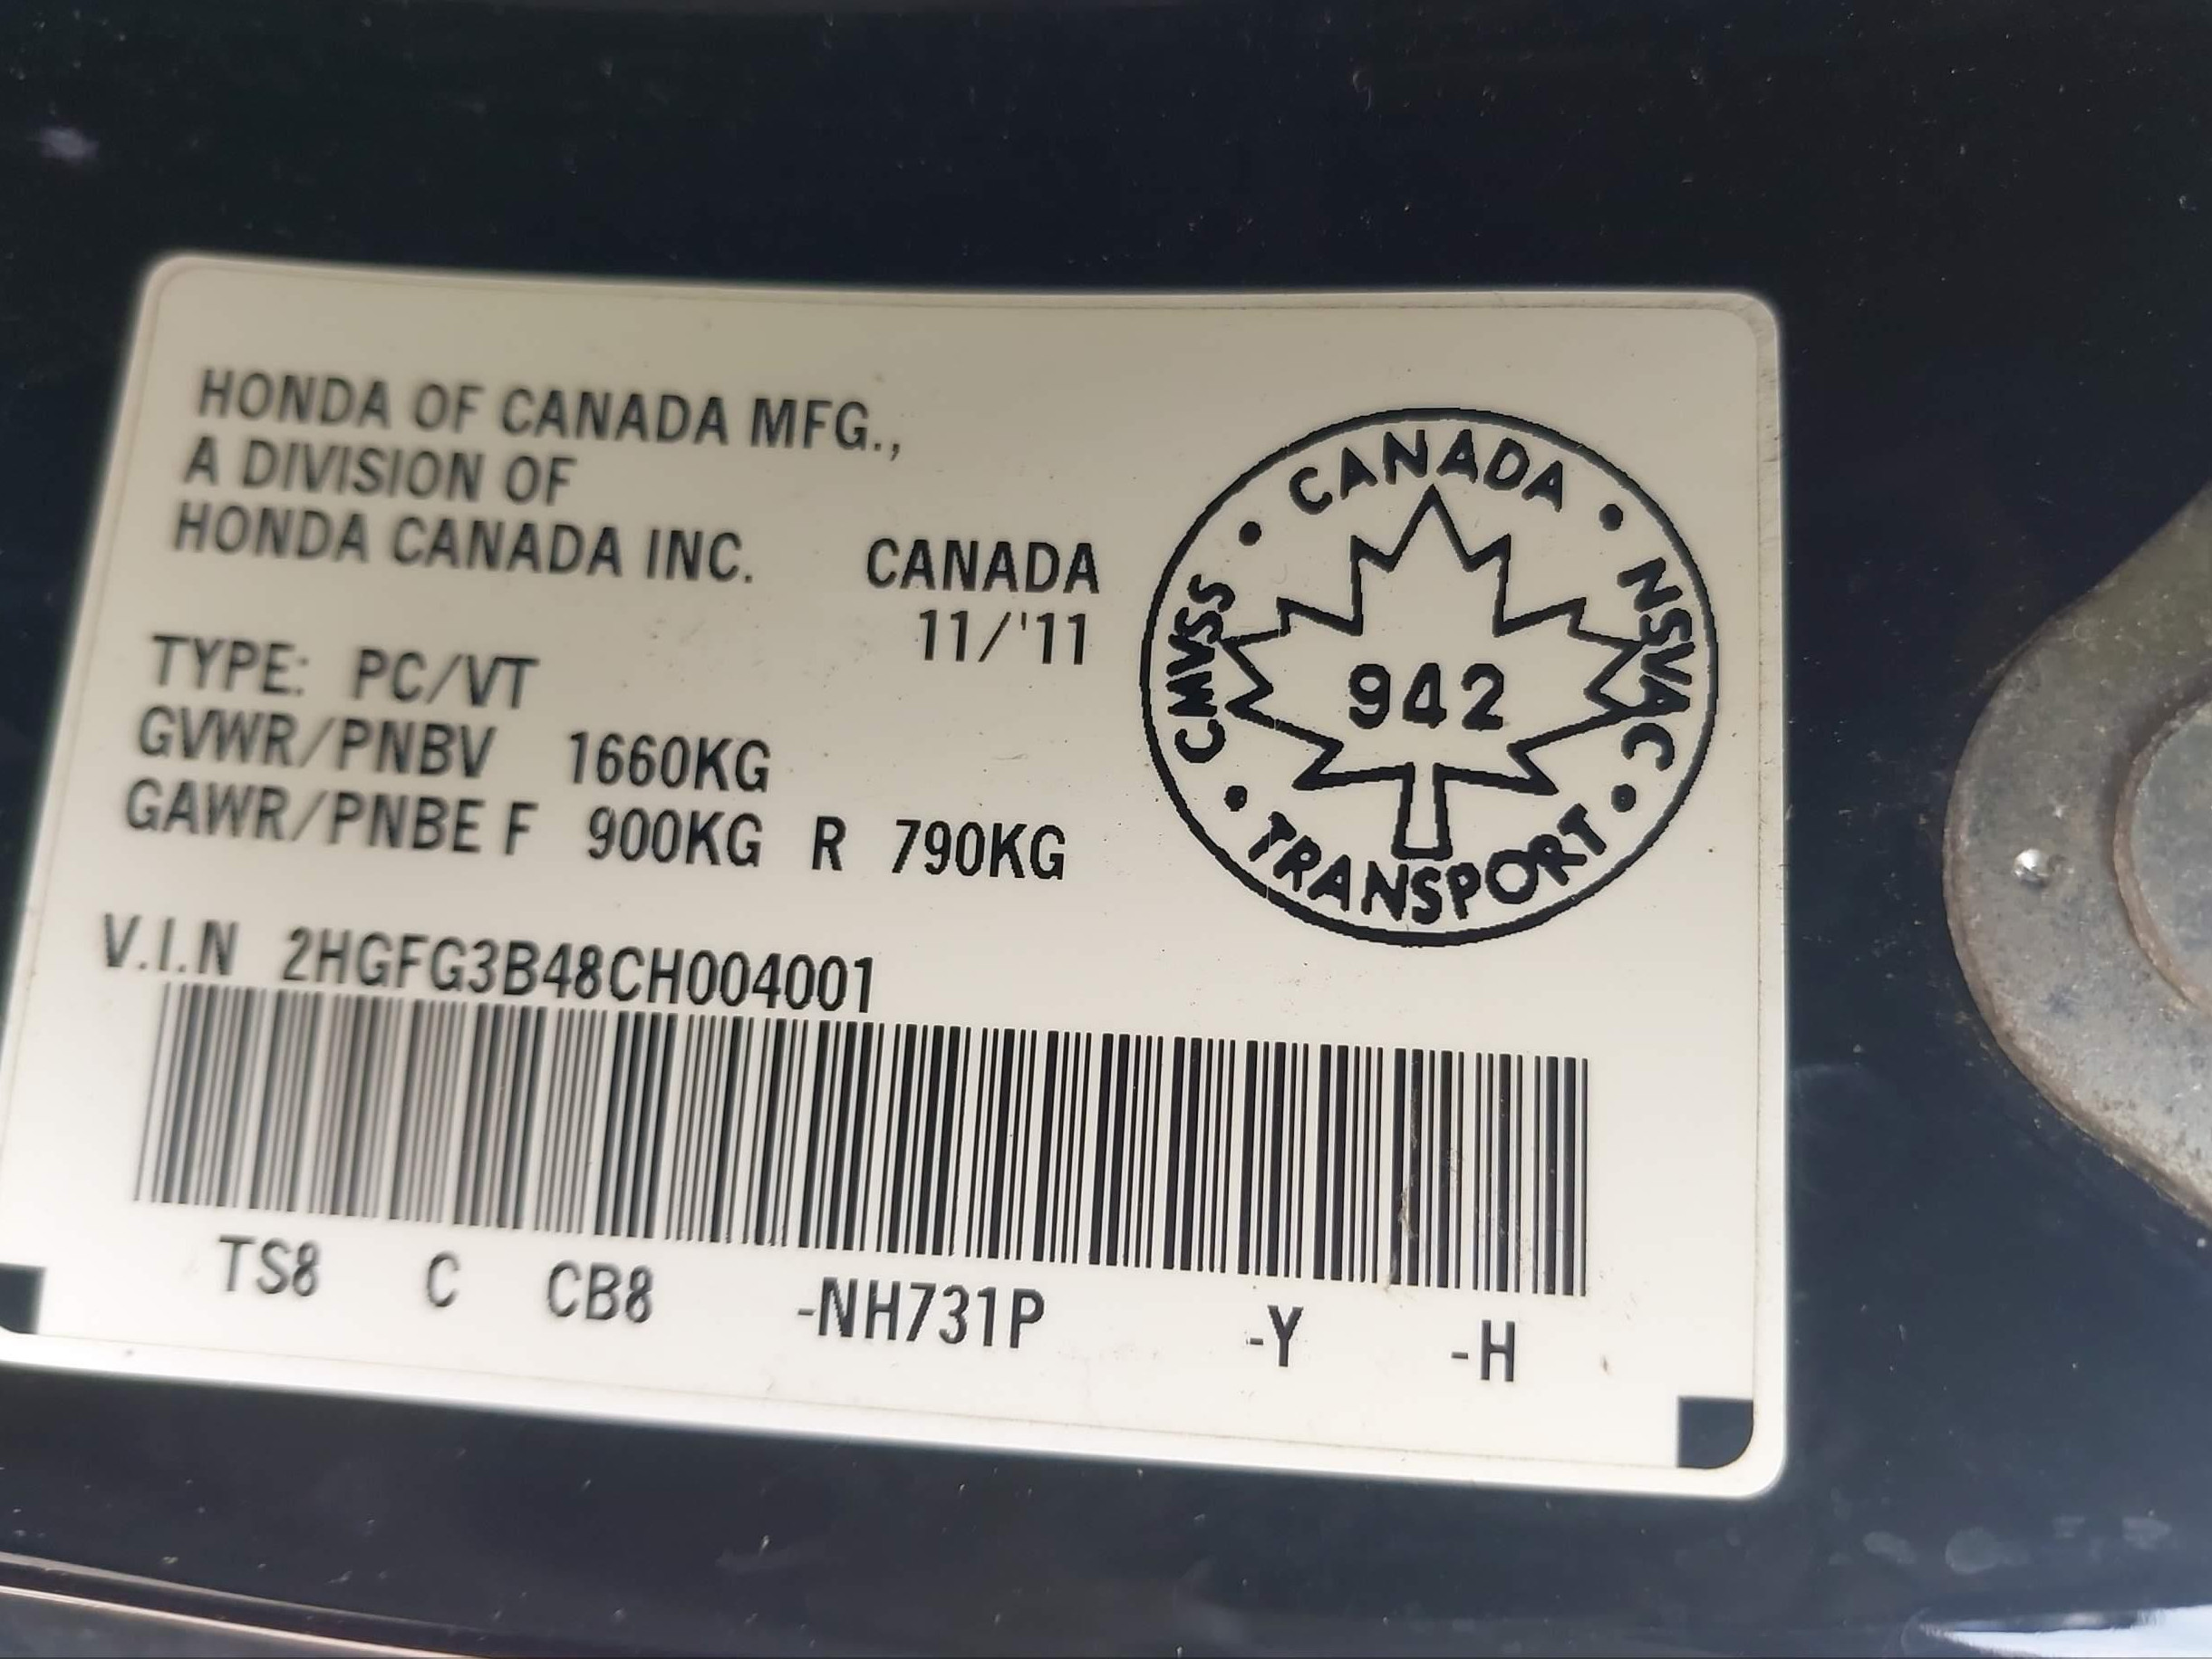 HONDA OF CANADA MFG.,
A DIVISION OF
HONDA CANADA INC. CANADA
11/'11
TYPE: PC/VT
GVWR/PNBV 1660KG
GAWR/PNBE F 900KG R 790KG
CANADA • NSVAC • TRANSPORT • CMVSS •
942
V.I.N 2HGFG3B48CH004001
TS8 C CB8 -NH731P -Y -H